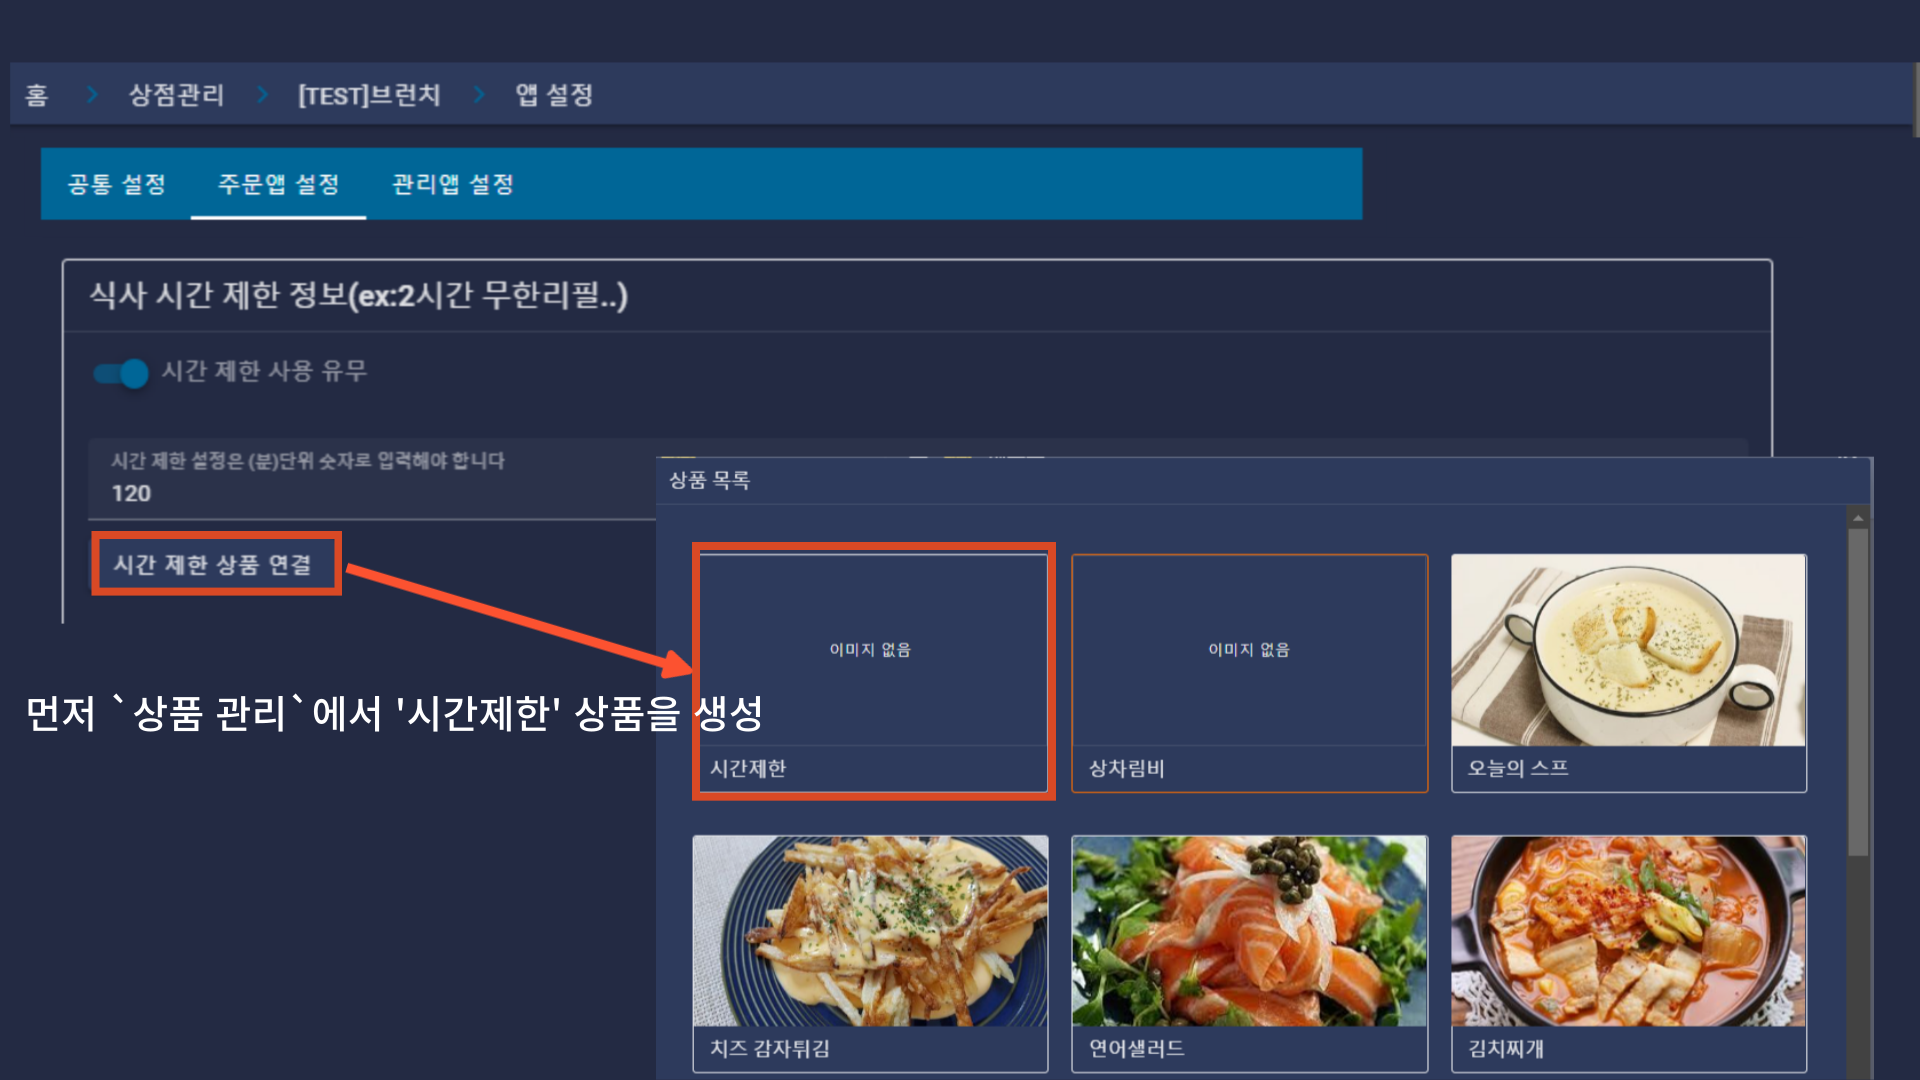 홈 > 상점관리 > [TEST]브런치 > 앱 설정
공통 설정 주문앱 설정 관리앱 설정
식사 시간 제한 정보(ex:2시간 무한리필..)
시간 제한 사용 유무
시간 제한 설정은 (분)단위 숫자로 입력해야 합니다
120
시간 제한 상품 연결
먼저 `상품 관리`에서 '시간제한' 상품을 생성
상품 목록
이미지 없음
시간제한
이미지 없음
상차림비
오늘의 스프
치즈 감자튀김
연어샐러드
김치찌개